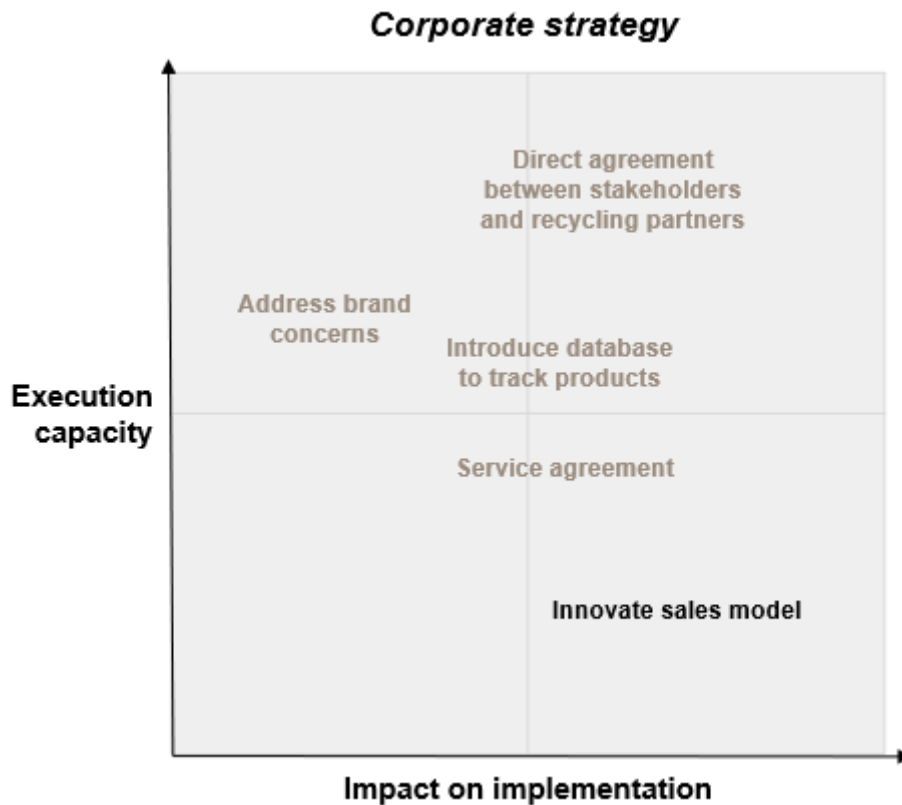 Corporate strategy
Direct agreement
between stakeholders
and recycling partners
Address brand
concerns
Introduce database
to track products
Execution
capacity
Service agreement
Innovate sales model
Impact on implementation